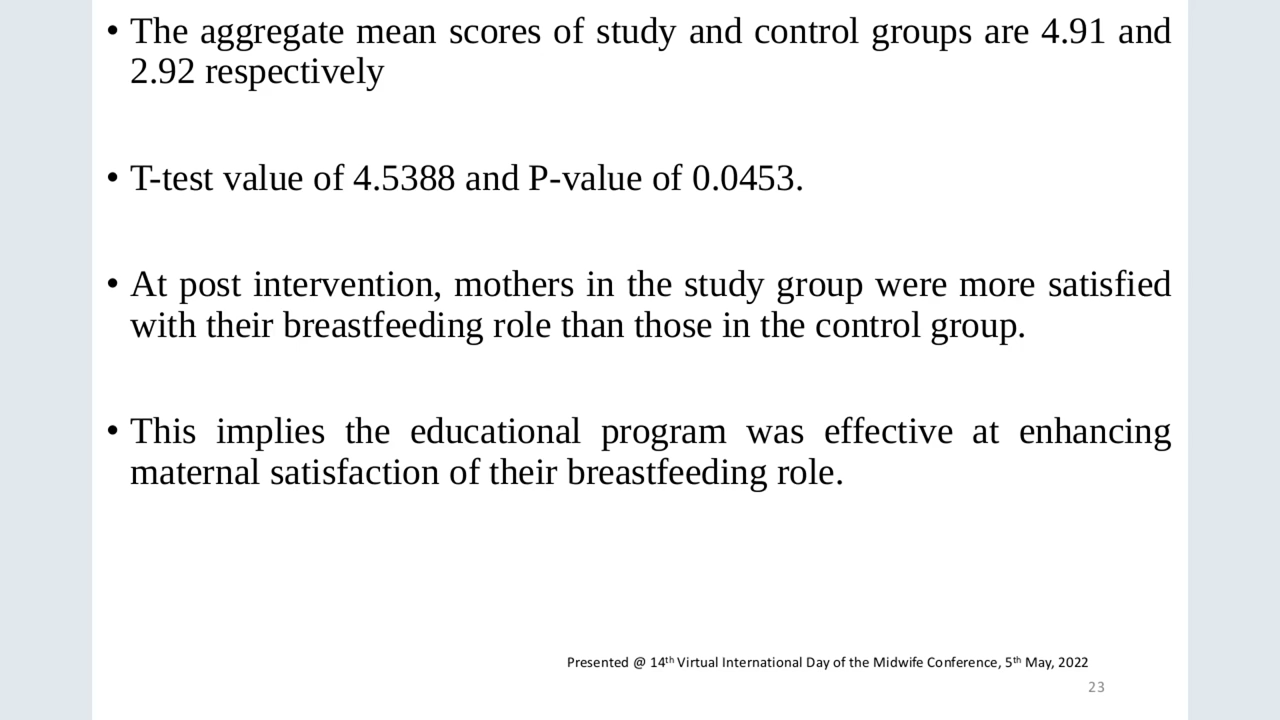 • The aggregate mean scores of study and control groups are 4.91 and
2.92 respectively
• T-test value of 4.5388 and P-value of 0.0453.
• At post intervention, mothers in the study group were more satisfied
with their breastfeeding role than those in the control group.
• This implies the educational program was effective at enhancing
maternal satisfaction of their breastfeeding role.
Presented @ 14th Virtual International Day of the Midwife Conference, 5th May, 2022
23